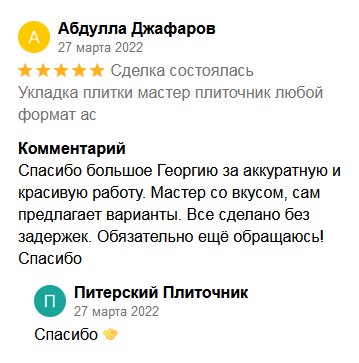 А
Абдулла Джафаров
27 марта 2022
Сделка состоялась
Укладка плитки мастер плиточник любой
формат ас
Комментарий
Спасибо большое Георгию за аккуратную и
красивую работу. Мастер со вкусом, сам
предлагает варианты. Все сделано без
задержек. Обязательно ещё обращаюсь!
Спасибо
П
Питерский Плиточник
27 марта 2022
Спасибо 🤝